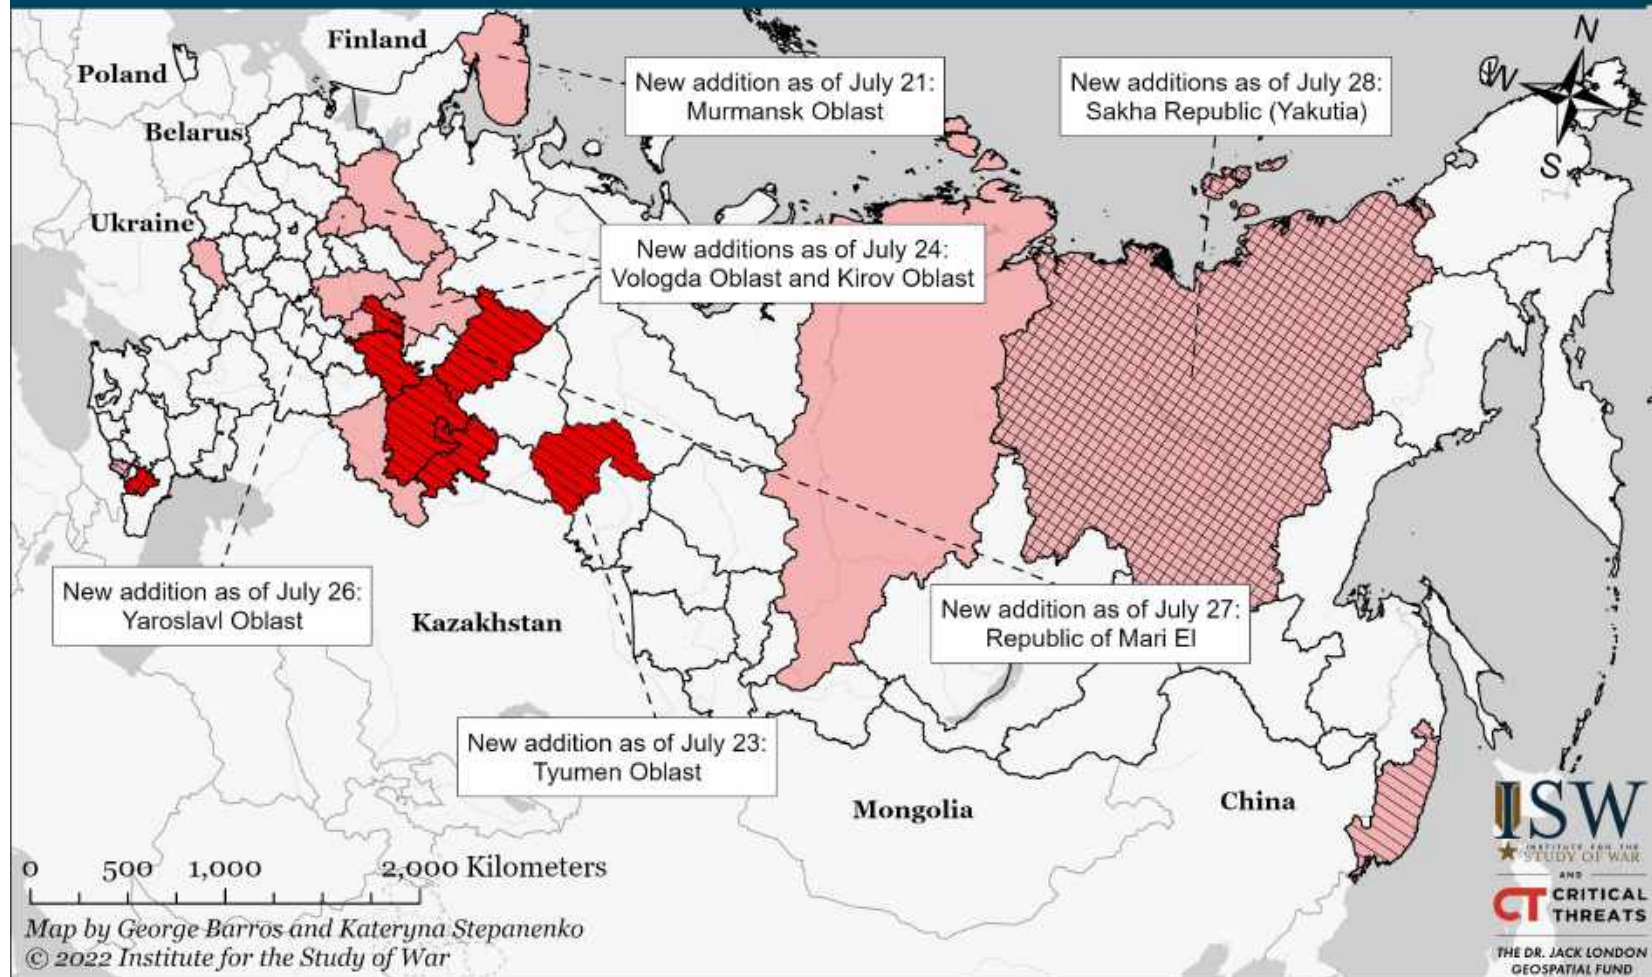 N
Finland
W
New addition as of July 21:
Murmansk Oblast
New additions as of July 28:
Sakha Republic (Yakutia)
Poland
E
Belarus
S
Ukraine
New additions as of July 24:
Vologda Oblast and Kirov Oblast
New addition as of July 26:
Yaroslavl Oblast
Kazakhstan
New addition as of July 27:
Republic of Mari El
New addition as of July 23:
Tyumen Oblast
Mongolia
China
ISW
INSTITUTE FOR THE
STUDY OF WAR
AND
CT CRITICAL
THREATS
THE DR. JACK LONDON
GEOSPATIAL FUND
0 500 1,000 2,000 Kilometers
Map by George Barros and Kateryna Stepanenko
© 2022 Institute for the Study of War